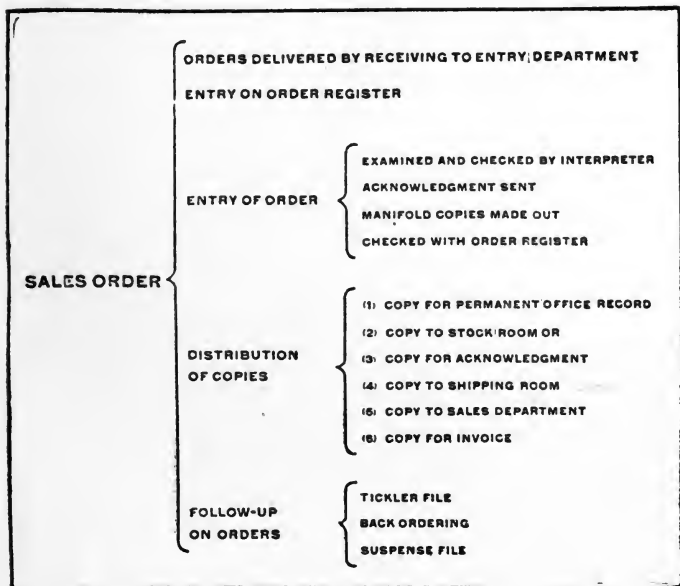 ORDERS DELIVERED BY RECEIVING TO ENTRY DEPARTMENT
ENTRY ON ORDER REGISTER
ENTRY OF ORDER
EXAMINED AND CHECKED BY INTERPRETER
ACKNOWLEDGMENT SENT
MANIFOLD COPIES MADE OUT
CHECKED WITH ORDER REGISTER
SALES ORDER
DISTRIBUTION
OF COPIES
(1) COPY FOR PERMANENT OFFICE RECORD
(2) COPY TO STOCK ROOM OR
(3) COPY FOR ACKNOWLEDGMENT
(4) COPY TO SHIPPING ROOM
(5) COPY TO SALES DEPARTMENT
(6) COPY FOR INVOICE
FOLLOW-UP
ON ORDERS
TICKLER FILE
BACK ORDERING
SUSPENSE FILE